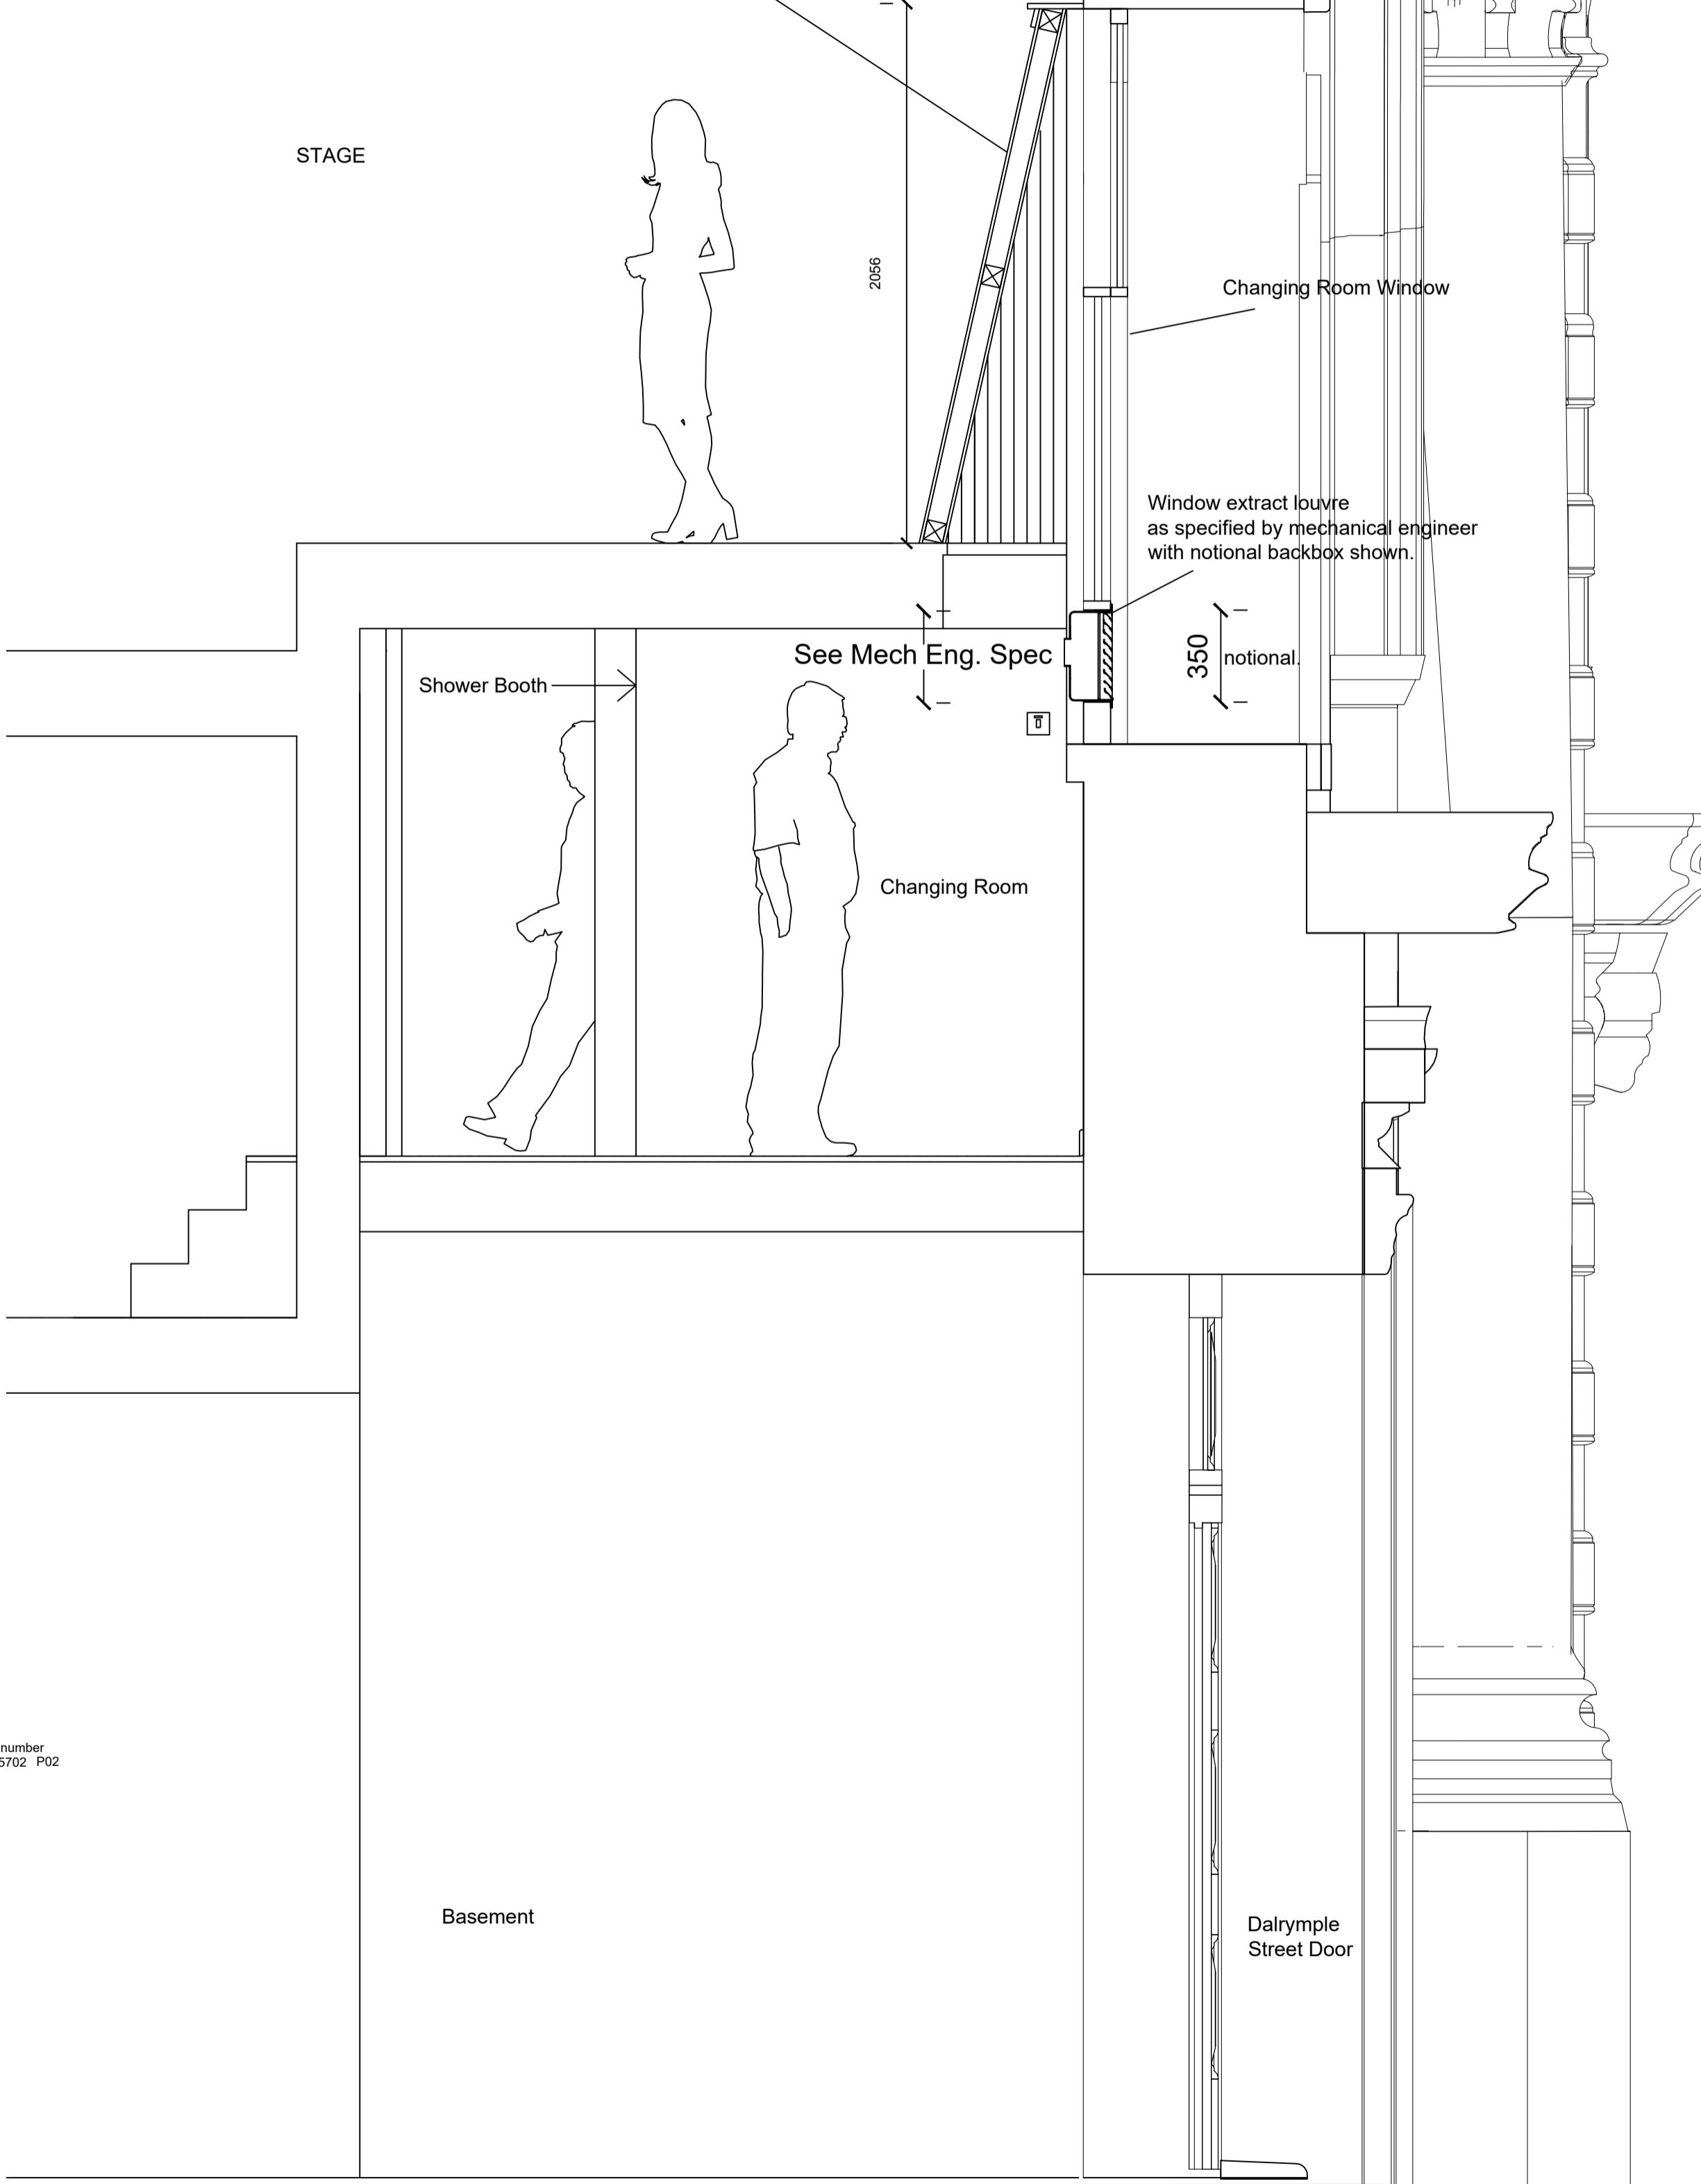 STAGE
2056
Changing Room Window
Window extract louvre
as specified by mechanical engineer
with notional backbox shown.
See Mech Eng. Spec
350
notional.
Shower Booth
Changing Room
number
5702 P02
Basement
Dalrymple
Street Door